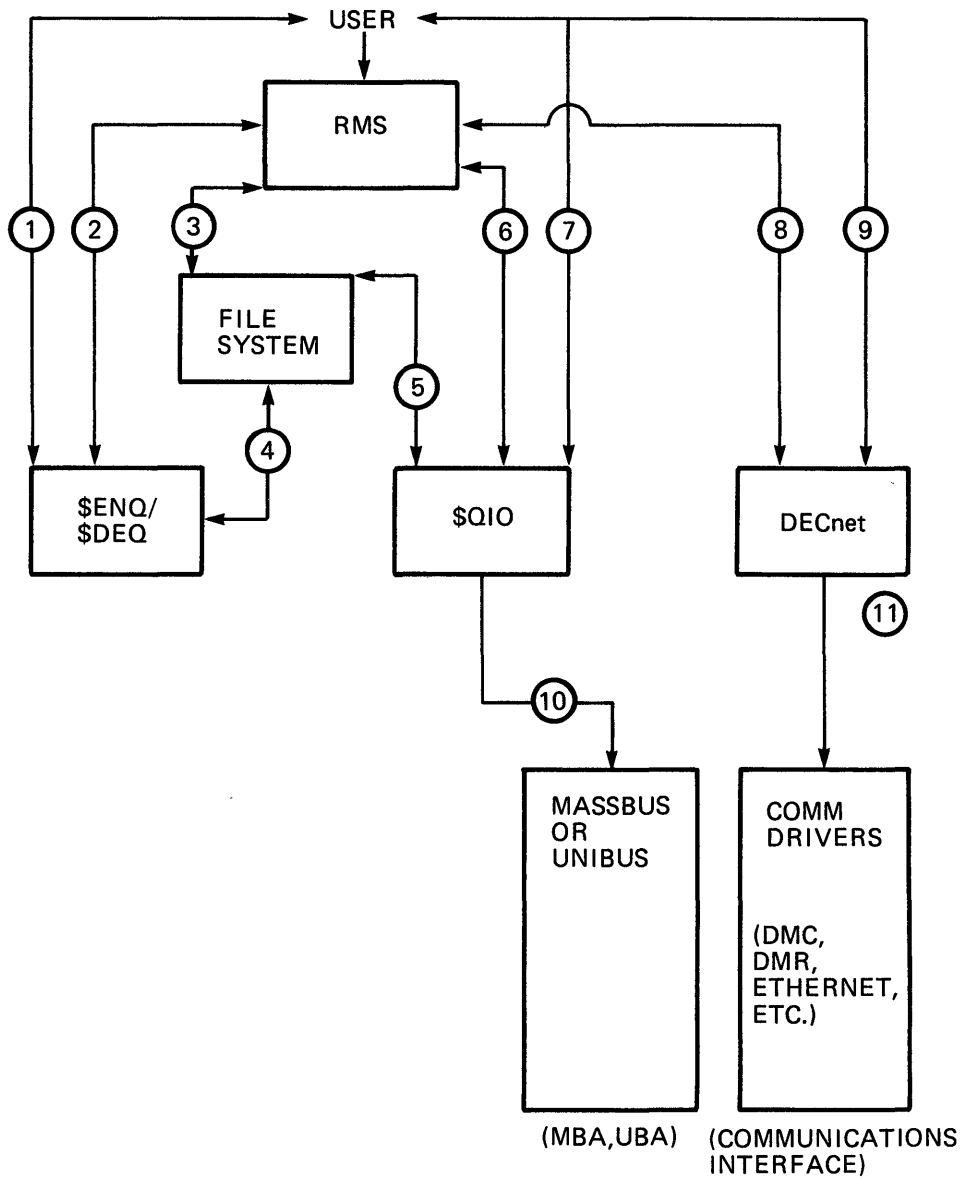 USER
RMS
1
2
3
6
7
8
9
FILE
SYSTEM
5
4
$ENQ/
$DEQ
$QIO
DECnet
11
10
MASSBUS
OR
UNIBUS
COMM
DRIVERS
(DMC,
DMR,
ETHERNET,
ETC.)
(MBA,UBA)
(COMMUNICATIONS
INTERFACE)